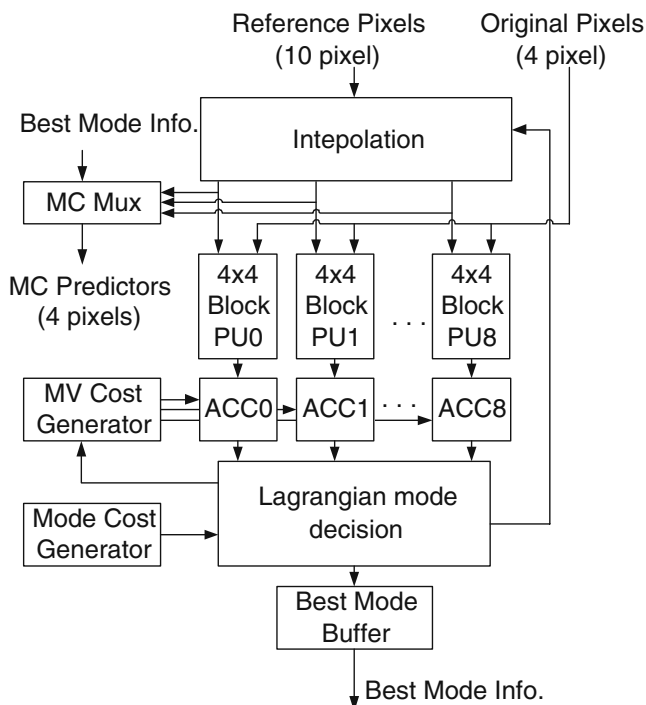 Reference Pixels
(10 pixel)
Original Pixels
(4 pixel)
Best Mode Info.
Intepolation
MC Mux
MC Predictors
(4 pixels)
4x4
Block
PU0
4x4
Block
PU1
. . .
4x4
Block
PU8
MV Cost
Generator
ACC0
ACC1
. . .
ACC8
Mode Cost
Generator
Lagrangian mode
decision
Best Mode
Buffer
Best Mode Info.